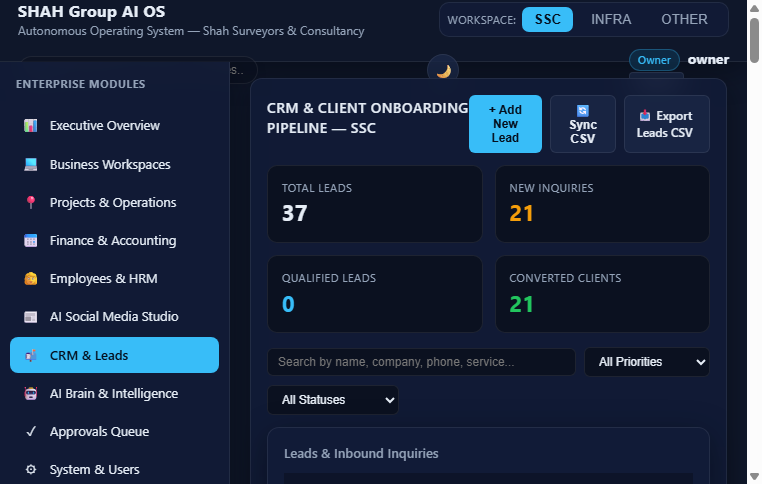 SHAH Group AI OS
Autonomous Operating System — Shah Surveyors & Consultancy
WORKSPACE: SSC INFRA OTHER
Owner owner
ENTERPRISE MODULES
Executive Overview
Business Workspaces
Projects & Operations
Finance & Accounting
Employees & HRM
AI Social Media Studio
CRM & Leads
AI Brain & Intelligence
Approvals Queue
System & Users
CRM & CLIENT ONBOARDING
PIPELINE — SSC
+ Add
New
Lead
Sync
CSV
Export
Leads CSV
TOTAL LEADS
37
NEW INQUIRIES
21
QUALIFIED LEADS
0
CONVERTED CLIENTS
21
Search by name, company, phone, service...
All Priorities
All Statuses
Leads & Inbound Inquiries